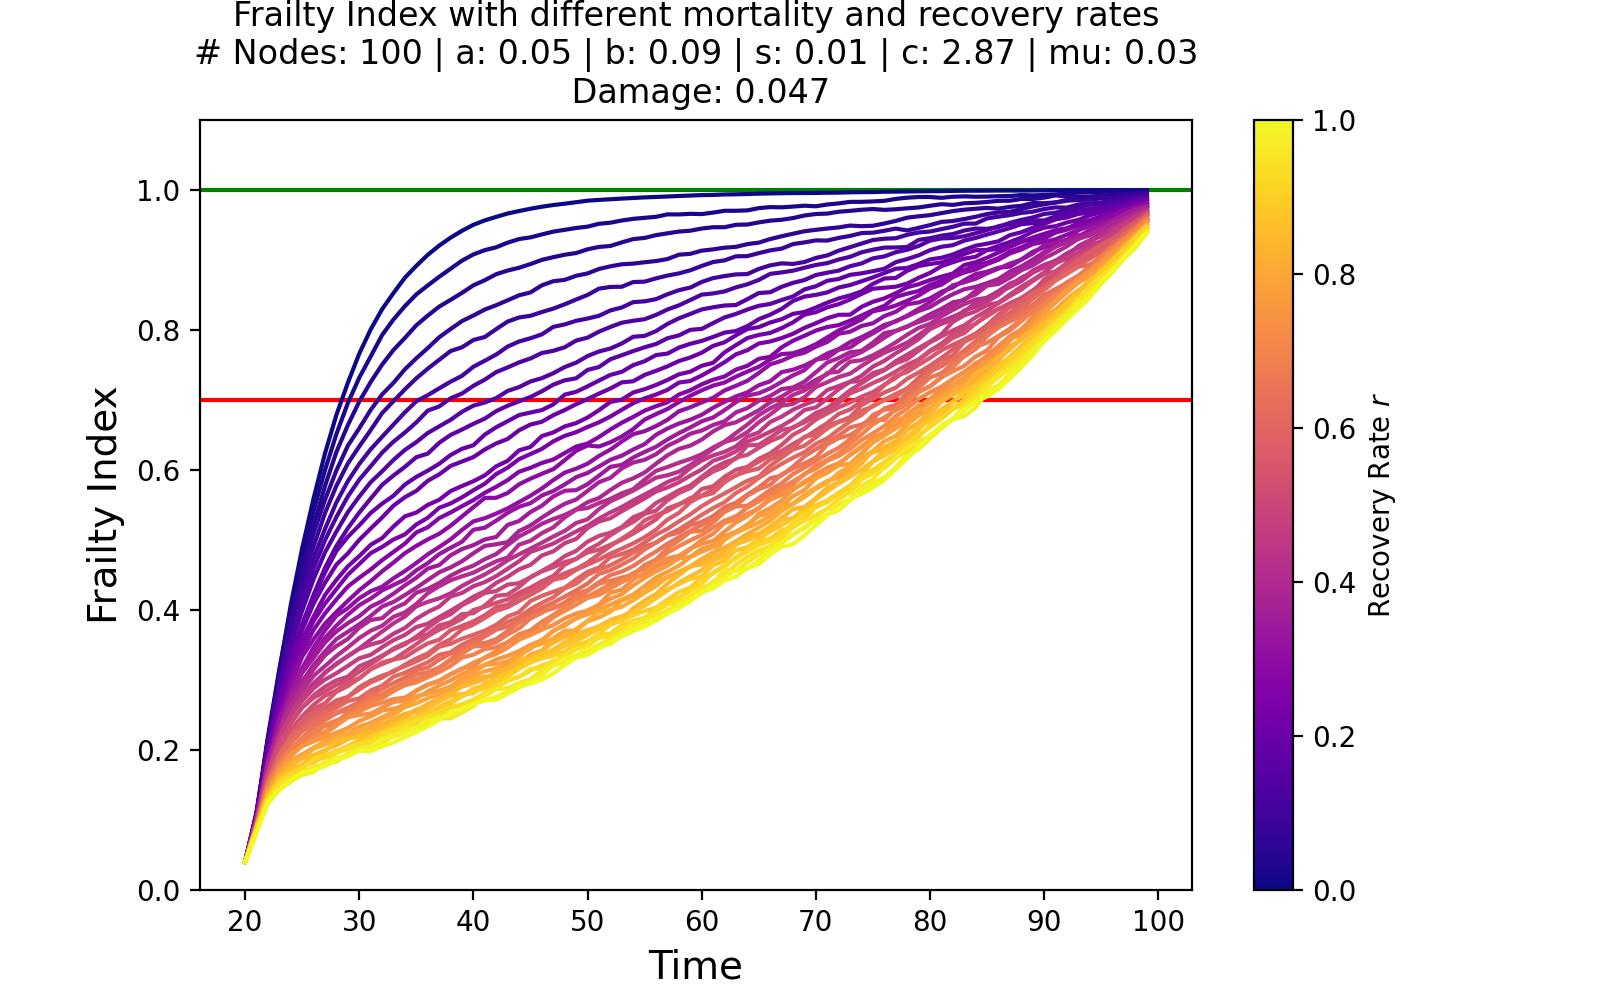 Frailty Index with different mortality and recovery rates
# Nodes: 100 | a: 0.05 | b: 0.09 | s: 0.01 | c: 2.87 | mu: 0.03
Damage: 0.047
Frailty Index
1.0
0.8
0.6
0.4
0.2
0.0
20 30 40 50 60 70 80 90 100
Time
1.0
0.8
0.6
0.4
0.2
0.0
Recovery Rate r